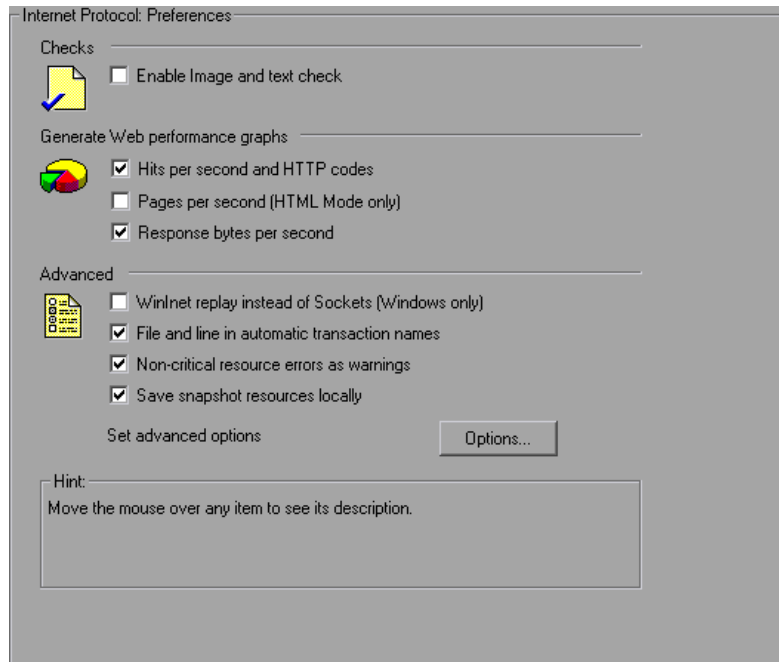 Internet Protocol: Preferences
Checks
Enable Image and text check
Generate Web performance graphs
Hits per second and HTTP codes
Pages per second (HTML Mode only)
Response bytes per second
Advanced
WinInet replay instead of Sockets (Windows only)
File and line in automatic transaction names
Non-critical resource errors as warnings
Save snapshot resources locally
Set advanced options Options...
Hint:
Move the mouse over any item to see its description.